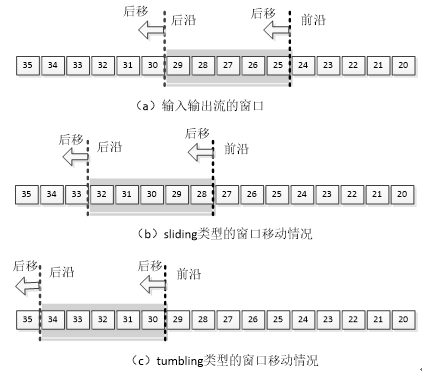 后移 后沿 后移 前沿
35 34 33 32 31 30 29 28 27 26 25 24 23 22 21 20
（a）输入输出流的窗口
后移 后沿 后移 前沿
35 34 33 32 31 30 29 28 27 26 25 24 23 22 21 20
（b）sliding类型的窗口移动情况
后移 后沿 后移 前沿
35 34 33 32 31 30 29 28 27 26 25 24 23 22 21 20
（c）tumbling类型的窗口移动情况